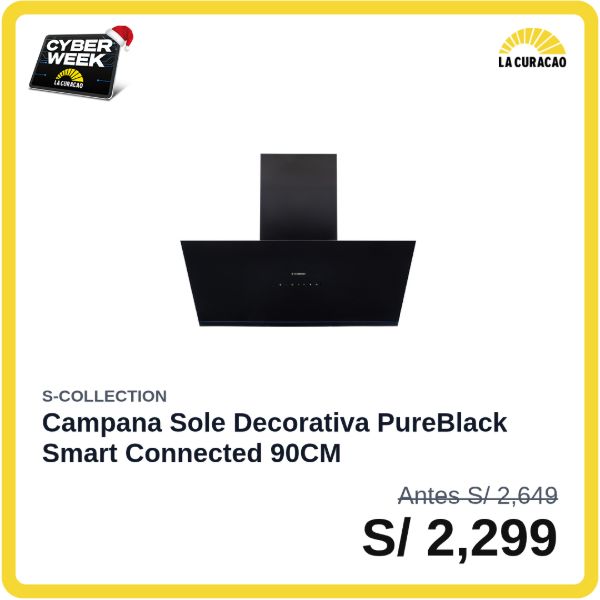 CYBER
WEEK
LA CURACAO
LA CURACAO
S-COLLECTION
Campana Sole Decorativa PureBlack
Smart Connected 90CM
Antes S/ 2,649
S/ 2,299